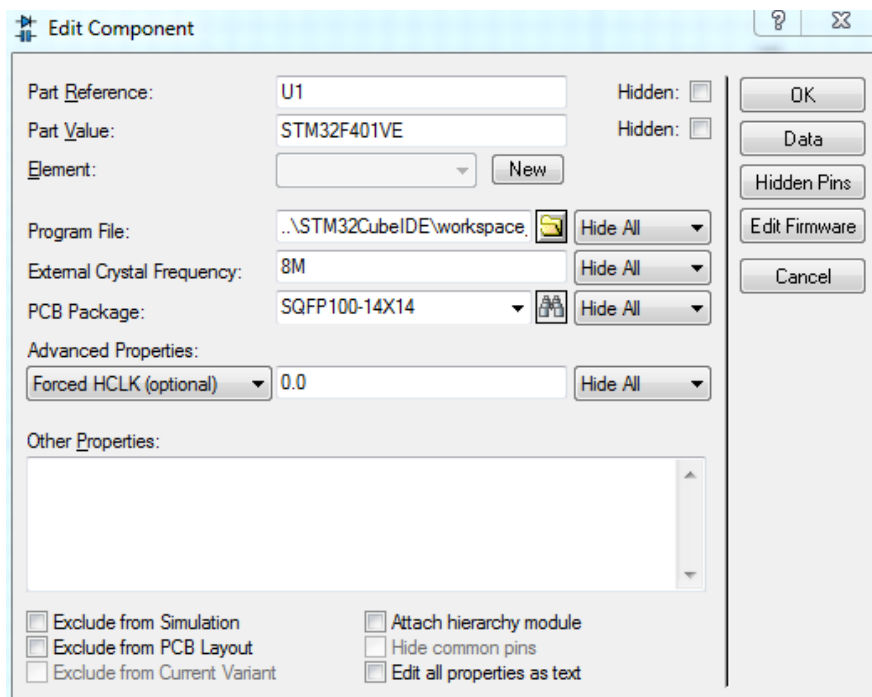 Edit Component
?
Part Reference: U1 Hidden: OK
Part Value: STM32F401VE Hidden: Data
Element: New Hidden Pins
Program File: ..\STM32CubeIDE\workspace_ Hide All Edit Firmware
External Crystal Frequency: 8M Hide All Cancel
PCB Package: SQFP100-14X14 Hide All
Advanced Properties:
Forced HCLK (optional) 0.0 Hide All
Other Properties:
Exclude from Simulation Attach hierarchy module
Exclude from PCB Layout Hide common pins
Exclude from Current Variant Edit all properties as text